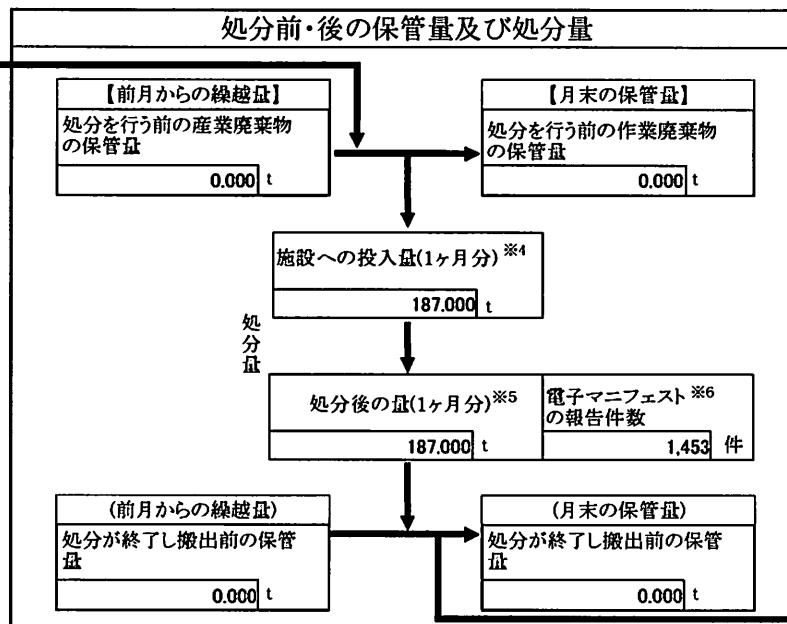 処分前・後の保管量及び処分量
【前月からの繰越量】
処分を行う前の産業廃棄物
の保管量
0.000 t
【月末の保管量】
処分を行う前の作業廃棄物
の保管量
0.000 t
施設への投入量(1ヶ月分)※4
187.000 t
処分量
処分後の量(1ヶ月分)※5
187.000 t
電子マニフェスト※6
の報告件数
1,453 件
(前月からの繰越量)
処分が終了し搬出前の保管
量
0.000 t
(月末の保管量)
処分が終了し搬出前の保管
量
0.000 t